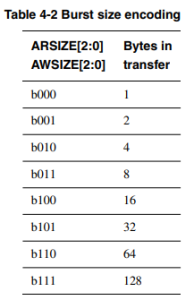 Table 4-2 Burst size encoding
ARSIZE[2:0] Bytes in
AWSIZE[2:0] transfer
b000 1
b001 2
b010 4
b011 8
b100 16
b101 32
b110 64
b111 128